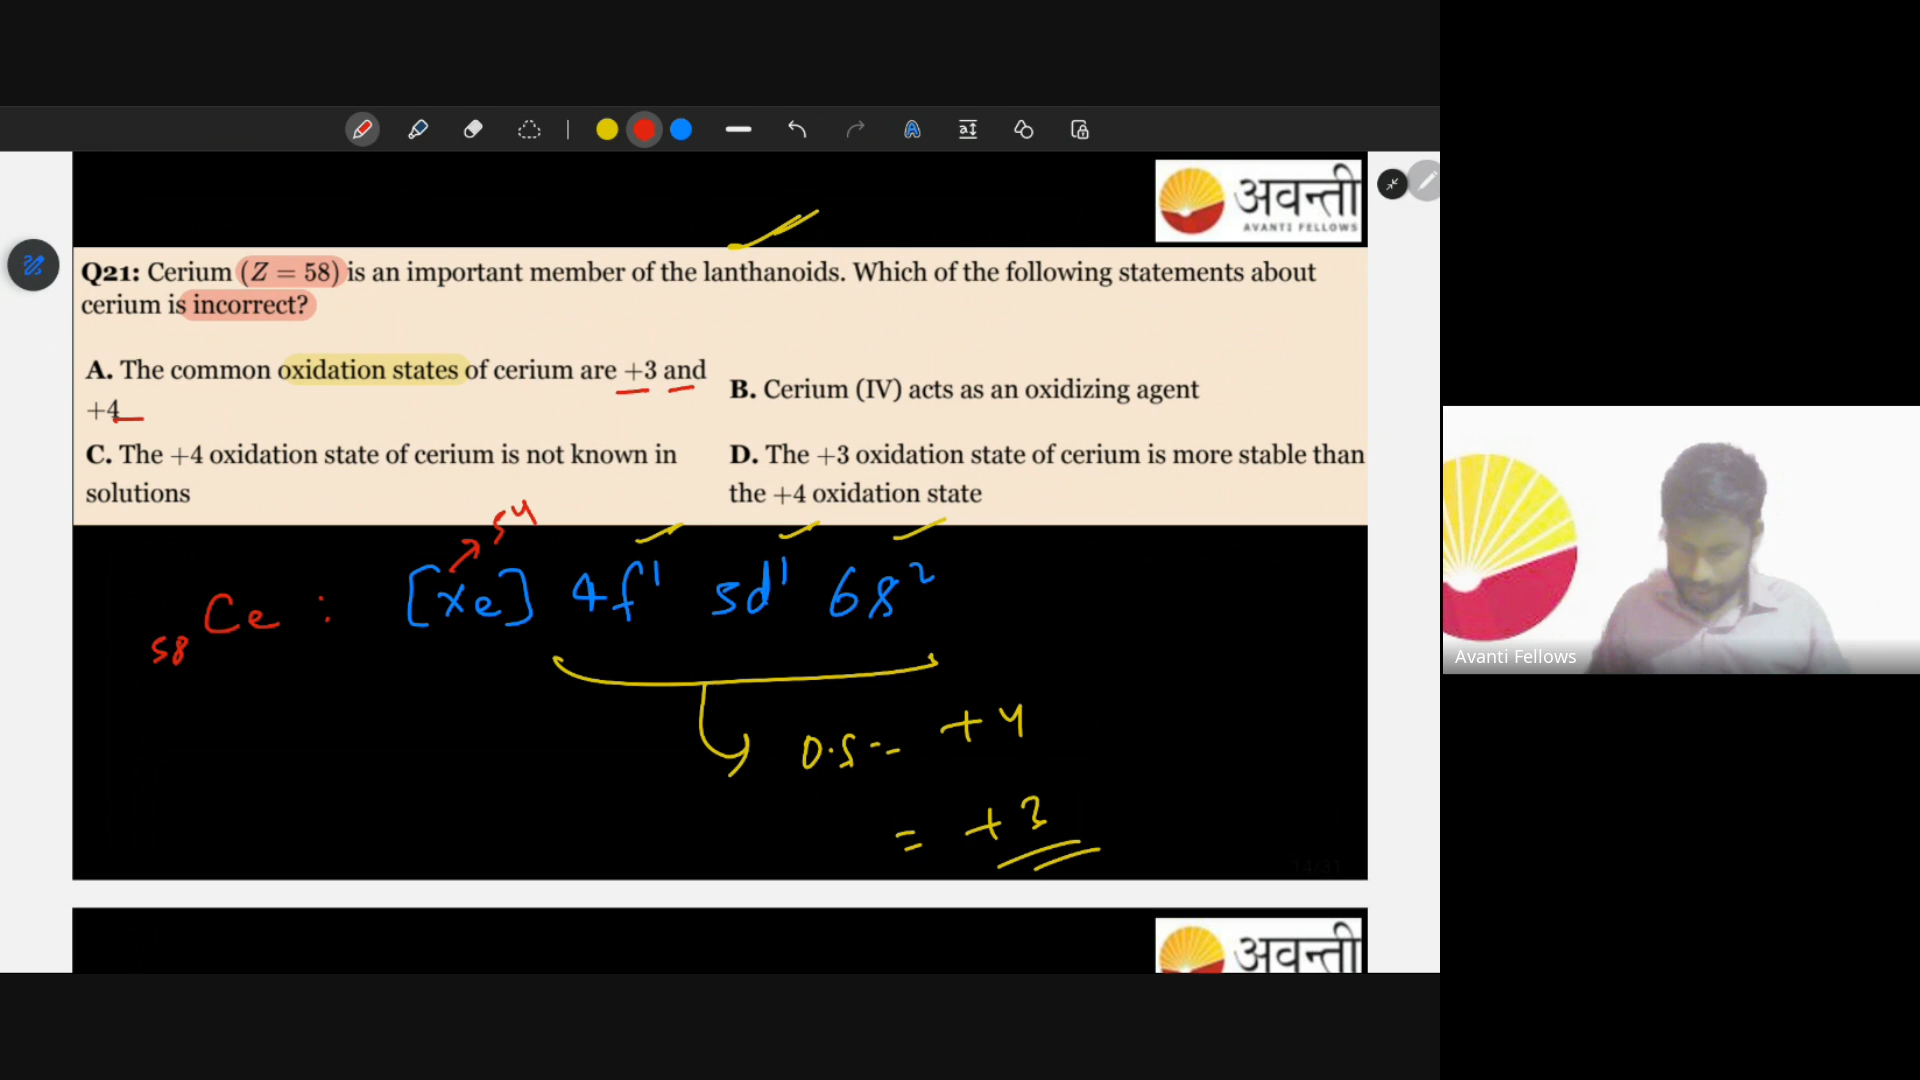 अवन्ती
AVANTI FELLOWS
Q21: Cerium (Z = 58) is an important member of the lanthanoids. Which of the following statements about
cerium is incorrect?
A. The common oxidation states of cerium are +3 and
+4
B. Cerium (IV) acts as an oxidizing agent
C. The +4 oxidation state of cerium is not known in
solutions
D. The +3 oxidation state of cerium is more stable than
the +4 oxidation state
54
58Ce : [Xe] 4f¹ 5d¹ 6s²
O.S = +4
= +3
14/31
अवन्ती
Avanti Fellows